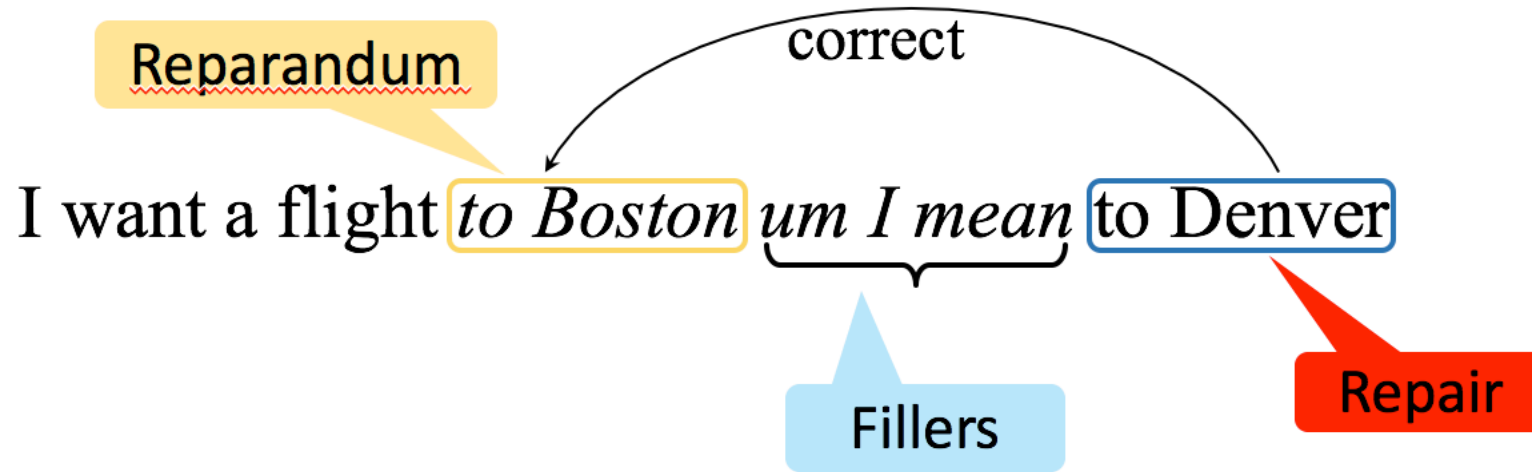 correct
Reparandum
I want a flight to Boston um I mean to Denver
Repair
Fillers